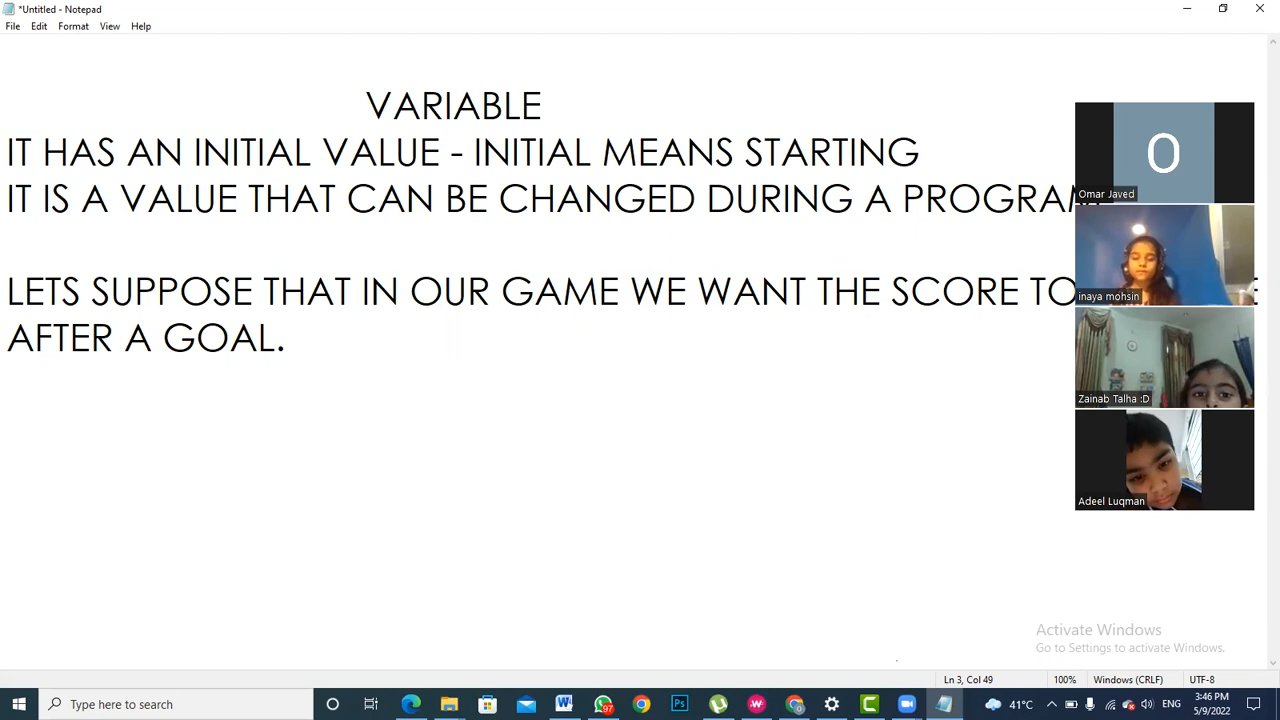 *Untitled - Notepad
File Edit Format View Help
VARIABLE
IT HAS AN INITIAL VALUE - INITIAL MEANS STARTING
IT IS A VALUE THAT CAN BE CHANGED DURING A PROGRAM
LETS SUPPOSE THAT IN OUR GAME WE WANT THE SCORE TO
AFTER A GOAL.
O
Omar Javed
inaya mohsin
Zainab Talha :D
Adeel Luqman
Activate Windows
Go to Settings to activate Windows.
Ln 3, Col 49 100% Windows (CRLF) UTF-8
Type here to search
97
41°C
ENG
3:46 PM
5/9/2022